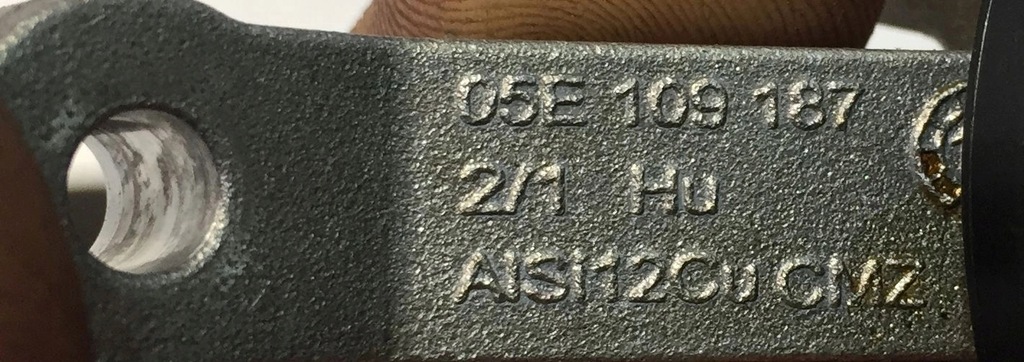 05E 109 187
2/1 Hu
AlSi12Cu CMZ